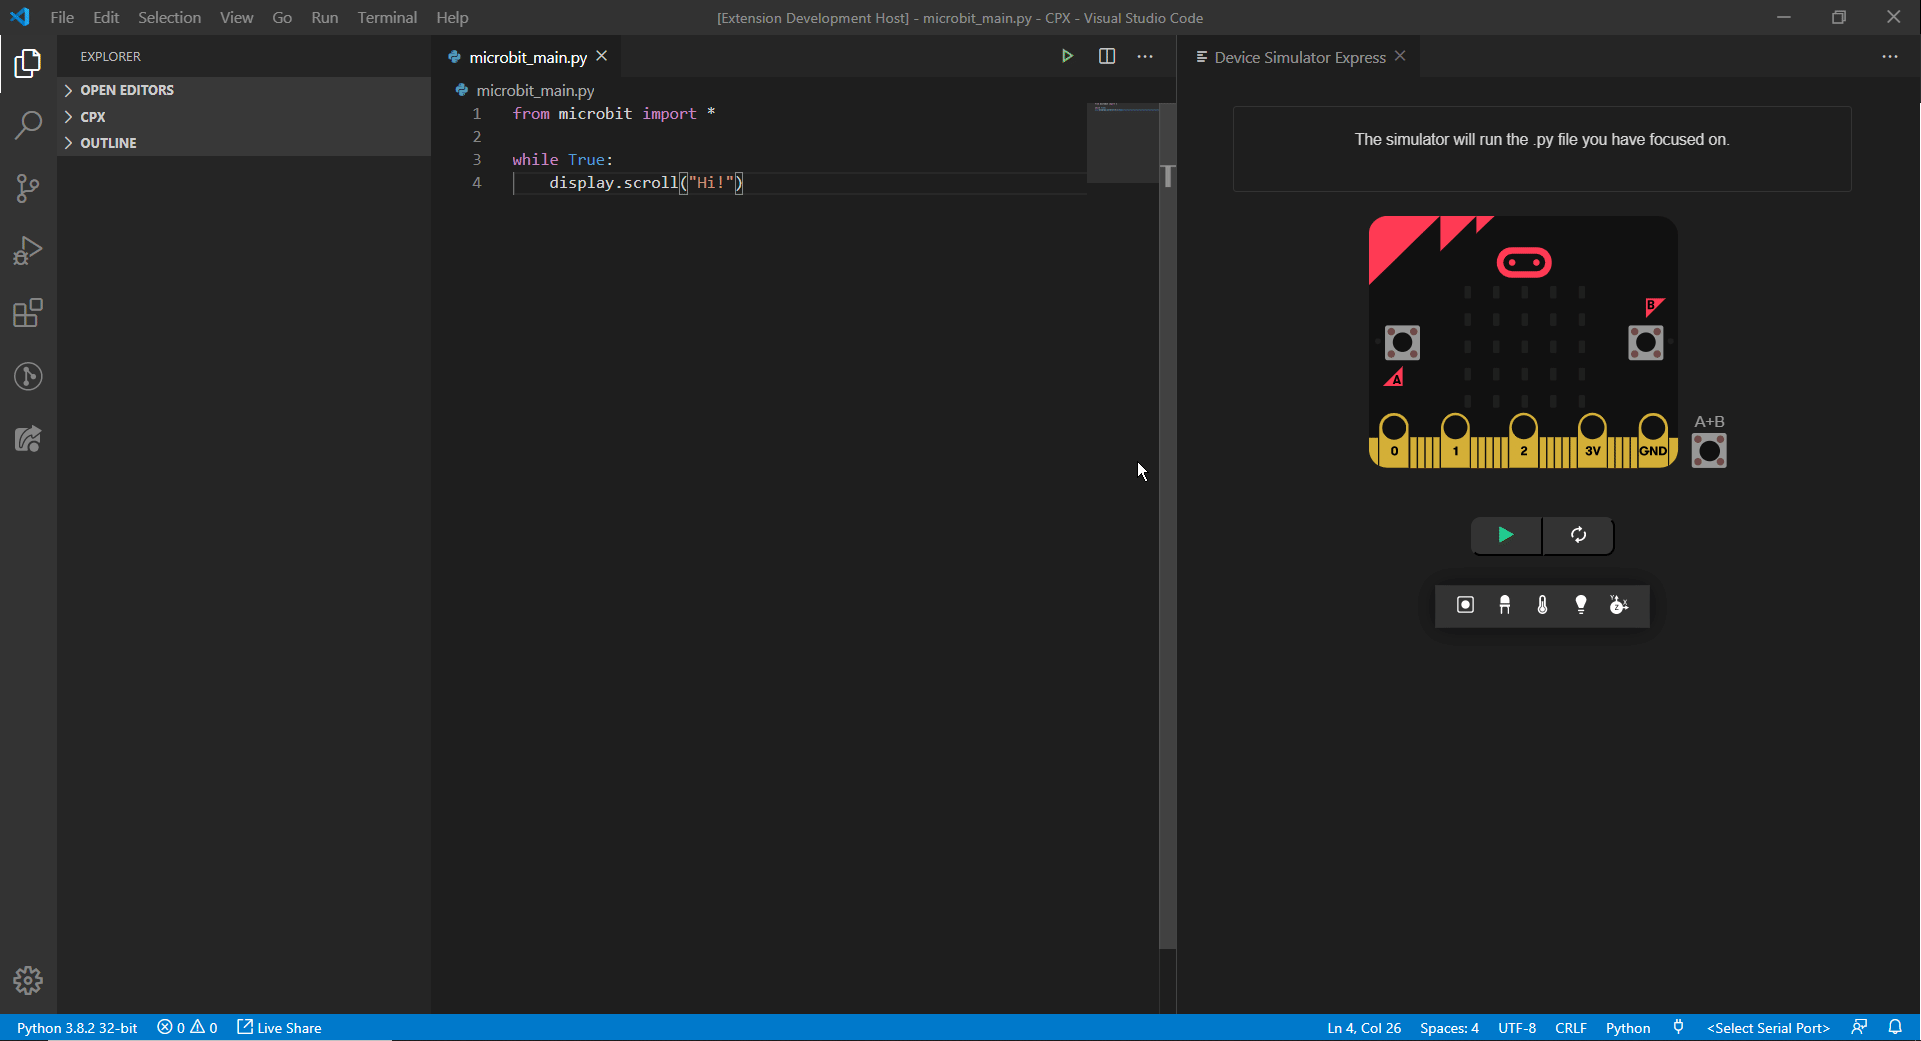 File Edit Selection View Go Run Terminal Help
[Extension Development Host] - microbit_main.py - CPX - Visual Studio Code
EXPLORER
OPEN EDITORS
CPX
OUTLINE
microbit_main.py
microbit_main.py
1 from microbit import *
2
3 while True:
4 display.scroll("Hi!")
Device Simulator Express
The simulator will run the .py file you have focused on.
B
A
0 1 2 3V GND
A+B
Y X Z
Python 3.8.2 32-bit 0 0 Live Share
Ln 4, Col 26 Spaces: 4 UTF-8 CRLF Python <Select Serial Port>